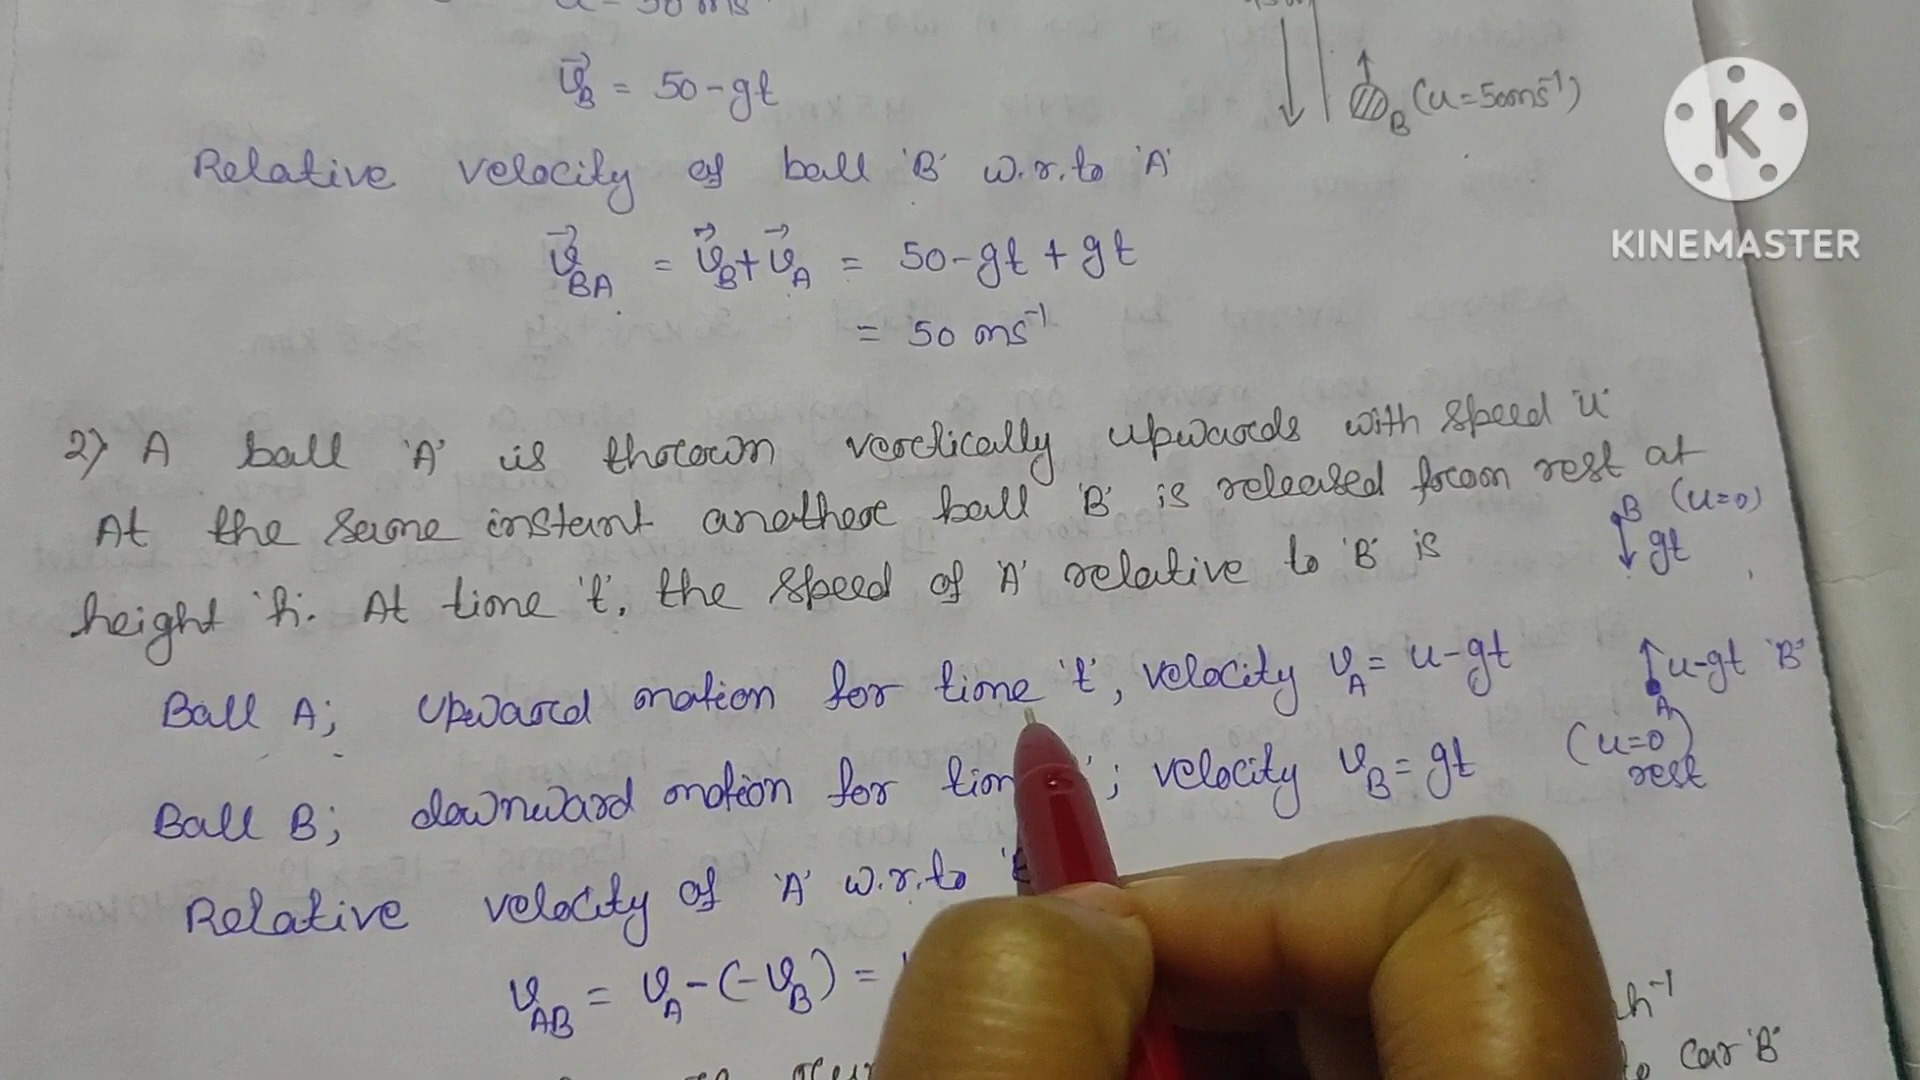 v⃗B = 50-gt
B (u=50ms⁻¹)
KINEMASTER
Relative velocity of ball 'B' w.r.to 'A'
v⃗BA = v⃗B + v⃗A = 50-gt + gt
= 50 ms⁻¹
2) A ball 'A' is thrown vertically upwards with speed 'u'
At the same instant another ball 'B' is released from rest at
height 'h'. At time 't', the speed of 'A' relative to 'B' is
B (u=0)
gt
Ball A; Upward motion for time 't', velocity vA = u-gt
u-gt 'B'
A
Ball B; downward motion for ; velocity vB = gt
(u=0)
rest
Relative velocity of 'A' w.r.to
vAB = vA-(-vB) =
h⁻¹
car 'B'